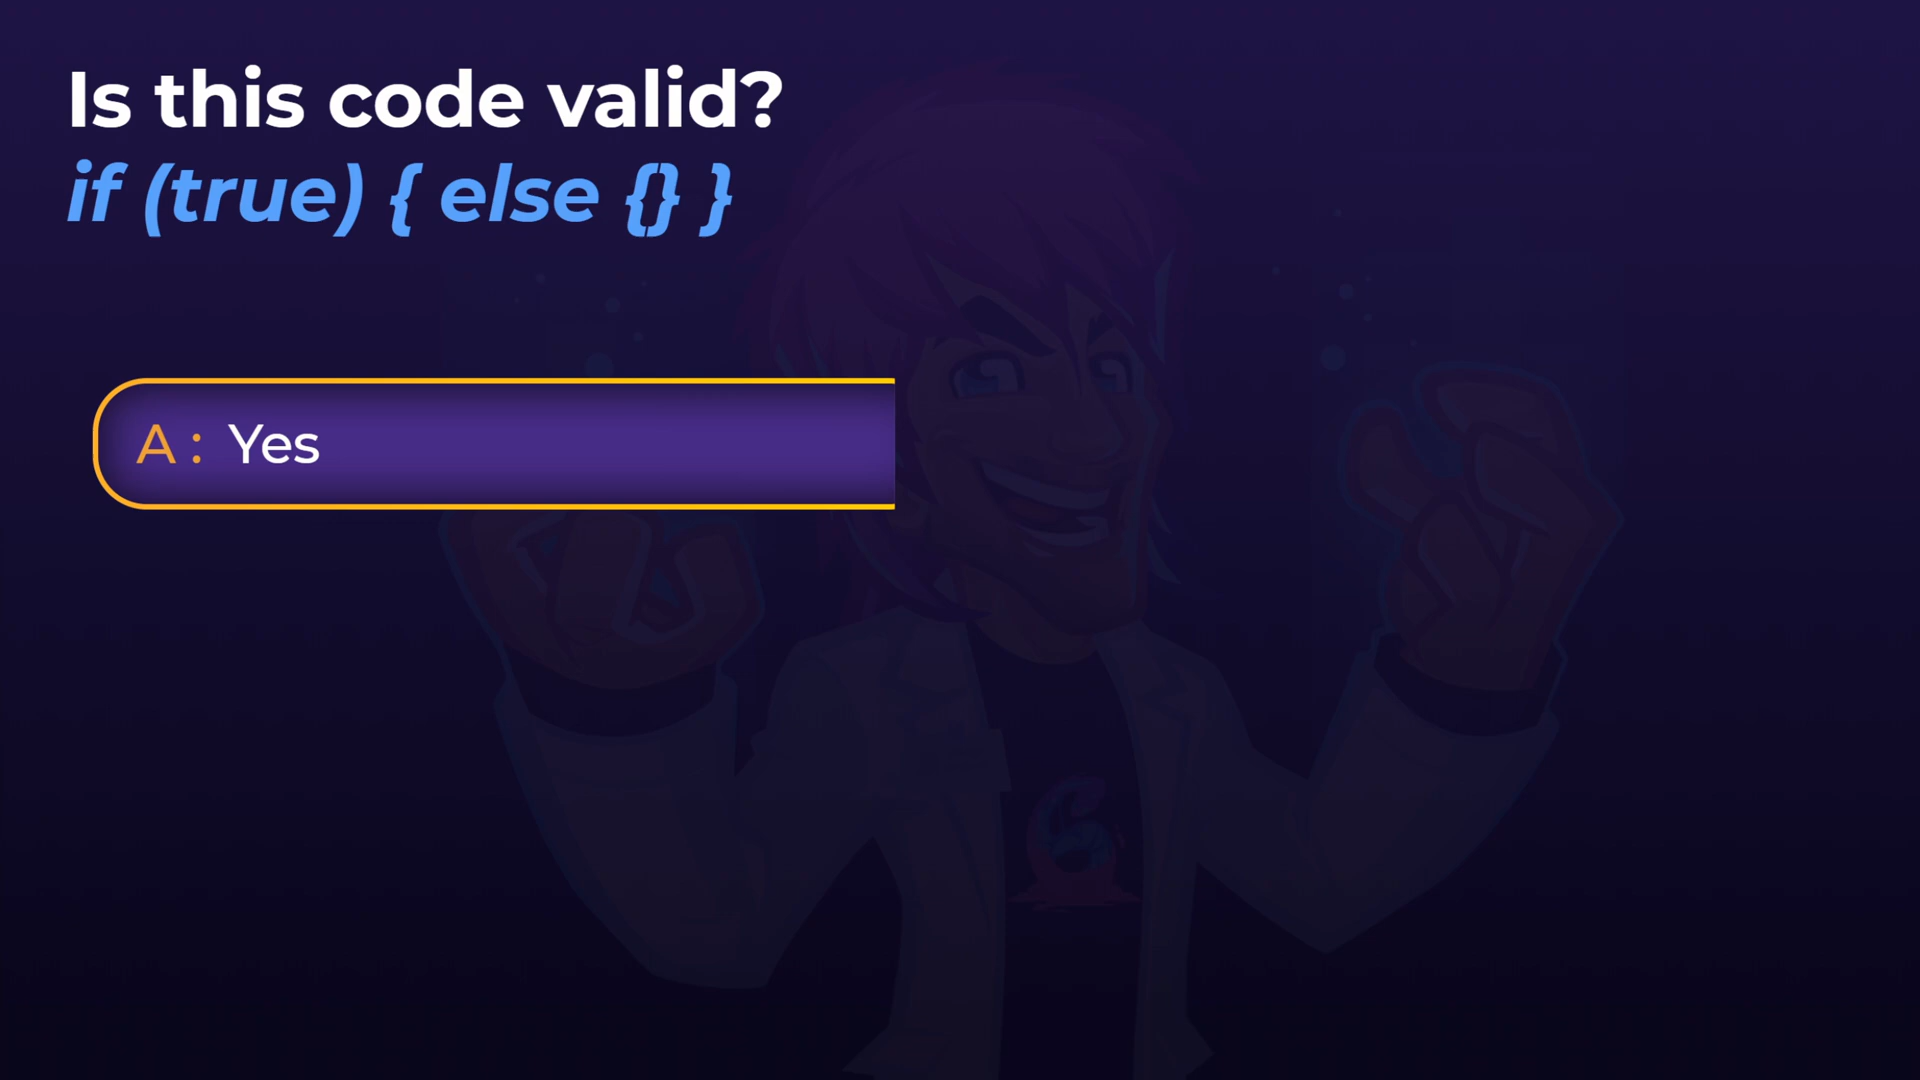 Is this code valid?
if (true) { else {} }
A : Yes